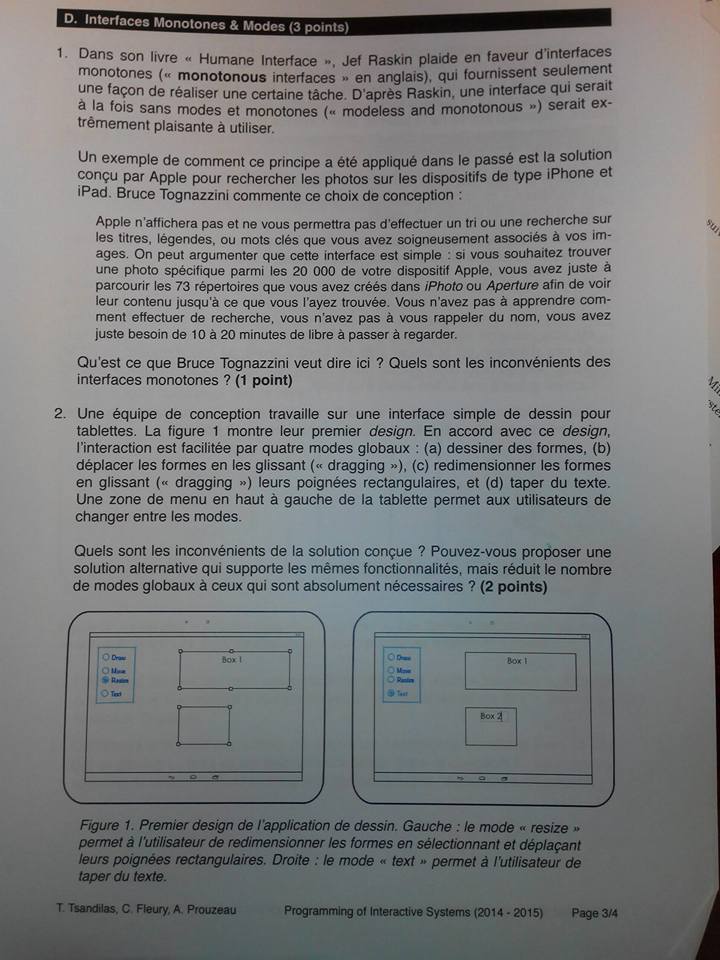 D. Interfaces Monotones & Modes (3 points)
1. Dans son livre « Humane Interface », Jef Raskin plaide en faveur d'interfaces
monotones (« monotonous interfaces » en anglais), qui fournissent seulement
une façon de réaliser une certaine tâche. D'après Raskin, une interface qui serait
à la fois sans modes et monotones (« modeless and monotonous ») serait ex-
trêmement plaisante à utiliser.
Un exemple de comment ce principe a été appliqué dans le passé est la solution
conçu par Apple pour rechercher les photos sur les dispositifs de type iPhone et
iPad. Bruce Tognazzini commente ce choix de conception :
Apple n'affichera pas et ne vous permettra pas d'effectuer un tri ou une recherche sur
les titres, légendes, ou mots clés que vous avez soigneusement associés à vos im-
ages. On peut argumenter que cette interface est simple : si vous souhaitez trouver
une photo spécifique parmi les 20 000 de votre dispositif Apple, vous avez juste à
parcourir les 73 répertoires que vous avez créés dans iPhoto ou Aperture afin de voir
leur contenu jusqu'à ce que vous l'ayez trouvée. Vous n'avez pas à apprendre com-
ment effectuer de recherche, vous n'avez pas à vous rappeler du nom, vous avez
juste besoin de 10 à 20 minutes de libre à passer à regarder.
Qu'est ce que Bruce Tognazzini veut dire ici ? Quels sont les inconvénients des
interfaces monotones ? (1 point)
2. Une équipe de conception travaille sur une interface simple de dessin pour
tablettes. La figure 1 montre leur premier design. En accord avec ce design,
l'interaction est facilitée par quatre modes globaux : (a) dessiner des formes, (b)
déplacer les formes en les glissant (« dragging »), (c) redimensionner les formes
en glissant (« dragging ») leurs poignées rectangulaires, et (d) taper du texte.
Une zone de menu en haut à gauche de la tablette permet aux utilisateurs de
changer entre les modes.
Quels sont les inconvénients de la solution conçue ? Pouvez-vous proposer une
solution alternative qui supporte les mêmes fonctionnalités, mais réduit le nombre
de modes globaux à ceux qui sont absolument nécessaires ? (2 points)
Draw
Move
Resize
Text
Box 1
Draw
Move
Resize
Text
Box 1
Box 2
Figure 1. Premier design de l'application de dessin. Gauche : le mode « resize »
permet à l'utilisateur de redimensionner les formes en sélectionnant et déplaçant
leurs poignées rectangulaires. Droite : le mode « text » permet à l'utilisateur de
taper du texte.
T. Tsandilas, C. Fleury, A. Prouzeau Programming of Interactive Systems (2014 - 2015) Page 3/4